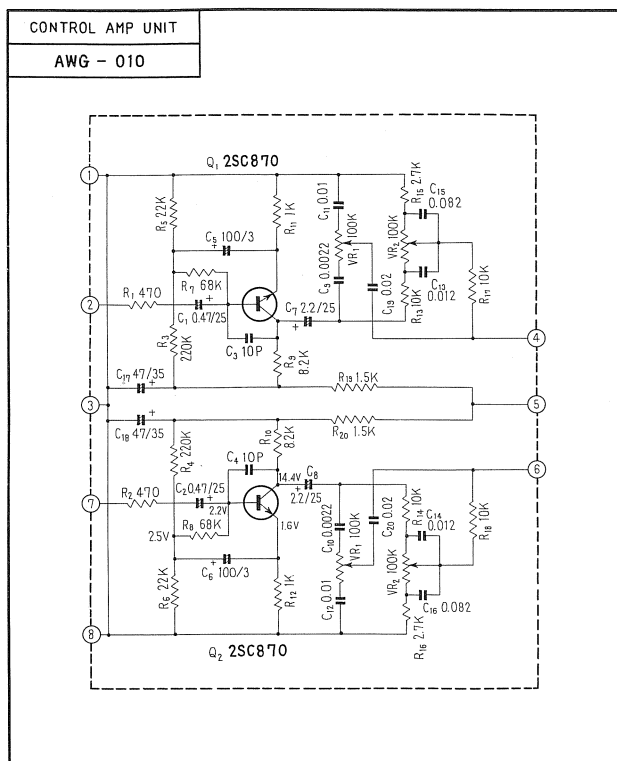 CONTROL AMP UNIT
AWG - 010
Q1 2SC870
1
R5 22K
C5 100/3
+
R11 1K
C11 0.01
VR1 100K
C9 0.0022
C19 0.02
R15 2.7K
C15
0.082
VR2 100K
C13
0.012
R13 10K
R17 10K
R7 68K
2
R1 470
+
C1 0.47/25
C7 2.2/25
+
R3
220K
C3 10P
R9
8.2K
4
C17 47/35
+
R19 1.5K
3
5
C18 47/35
+
R20 1.5K
R4 220K
C4 10P
R10
8.2K
14.4V
C8
+
2.2/25
6
7
R2 470
C2 0.47/25
+
2.2V
R8 68K
2.5V
1.6V
C10 0.0022
VR1 100K
C12 0.01
C20 0.02
R14 10K
C14
0.012
VR2 100K
C16 0.082
R16 2.7K
R18 10K
C6 100/3
+
R6 22K
R12 1K
8
Q2 2SC870